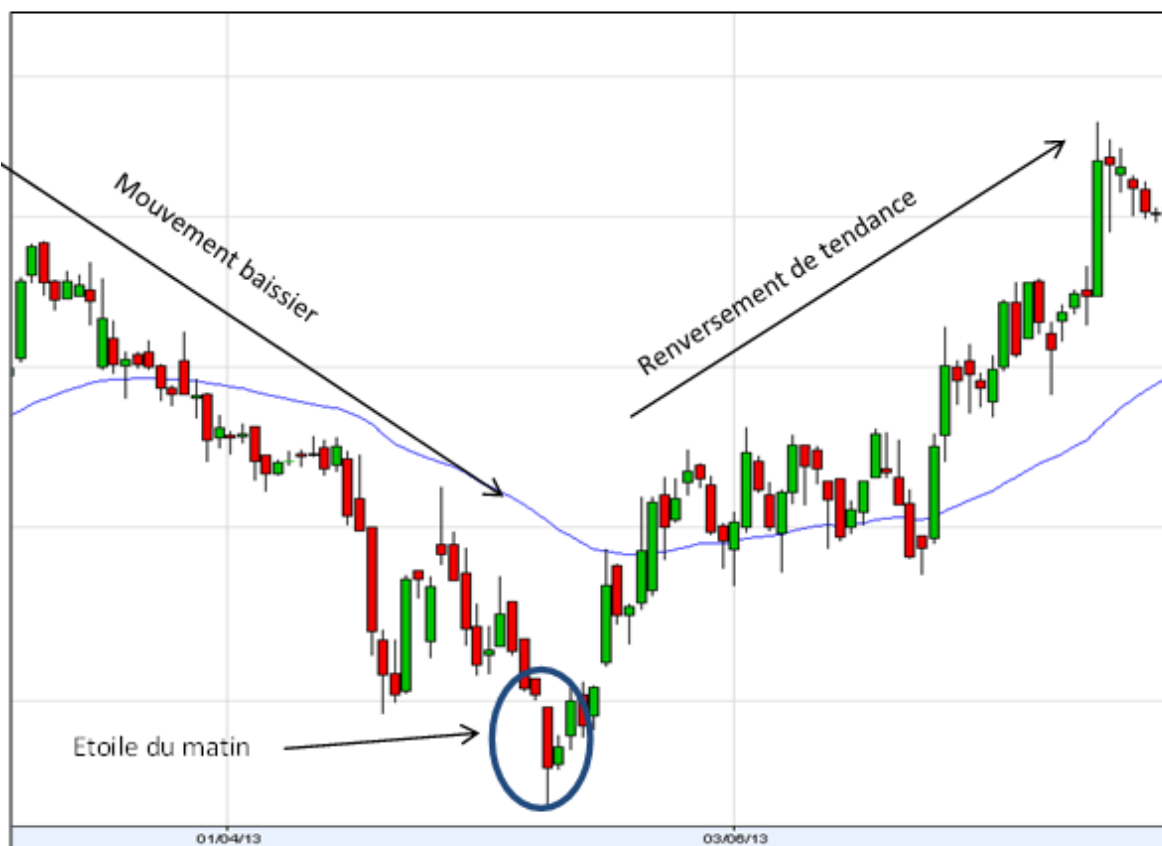 Mouvement baissier
Renversement de tendance
Etoile du matin
01/04/13
03/06/13